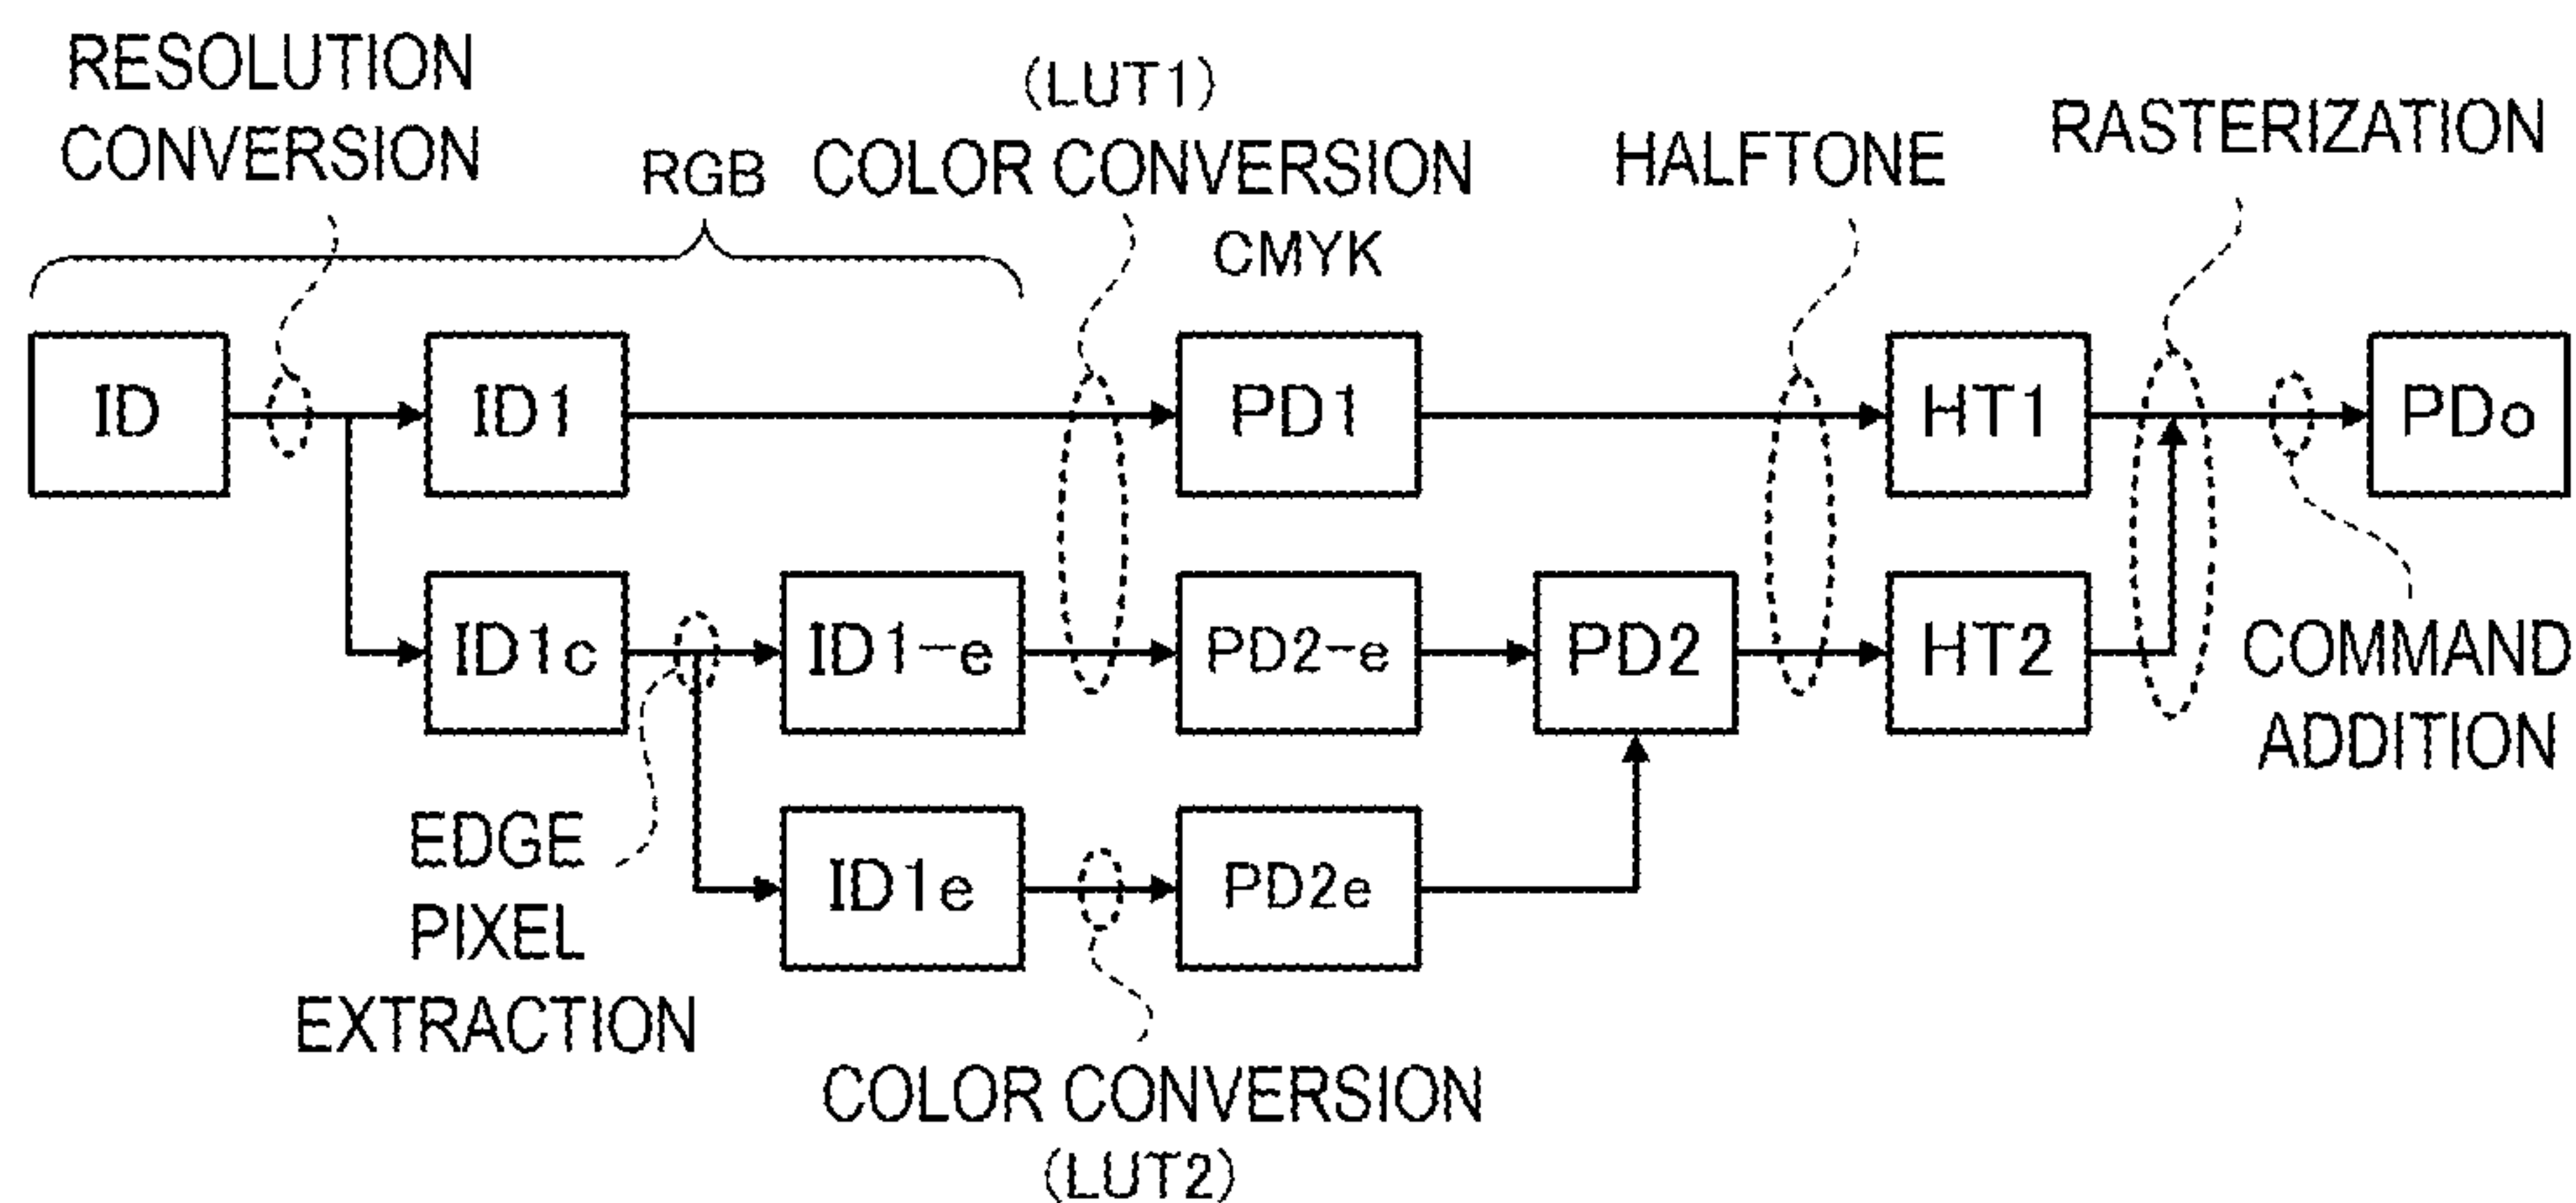 RESOLUTION
CONVERSION
RGB
(LUT1)
COLOR CONVERSION
CMYK
HALFTONE
RASTERIZATION
ID
ID1
PD1
HT1
PDo
ID1c
ID1-e
PD2-e
PD2
HT2
COMMAND
ADDITION
EDGE
PIXEL
EXTRACTION
ID1e
PD2e
COLOR CONVERSION
(LUT2)